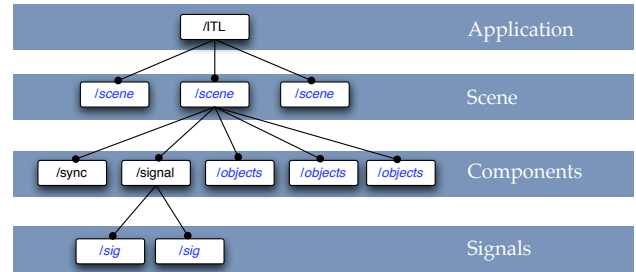 /ITL Application
/scene /scene /scene Scene
/sync /signal /objects /objects /objects Components
/sig /sig Signals